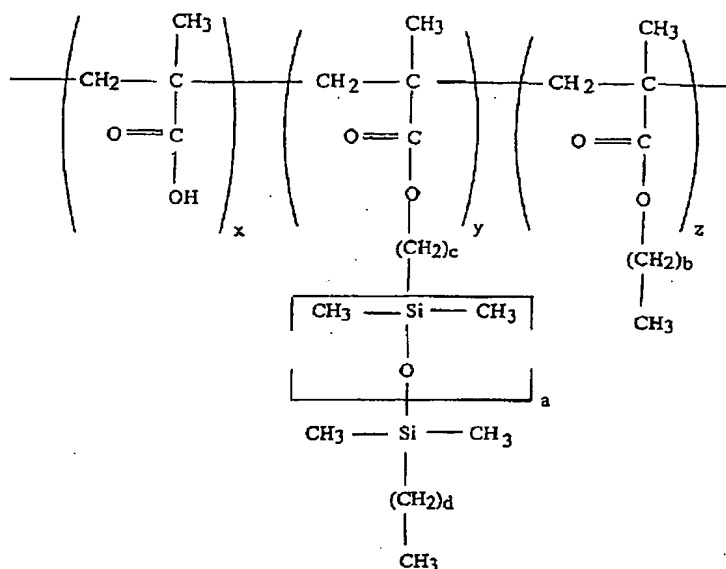 CH3 CH3 CH3
CH2 C CH2 C CH2 C
O C O C O C
OH O O
x y z
(CH2)c (CH2)b
CH3 Si CH3 CH3
O
a
CH3 Si CH3
(CH2)d
CH3